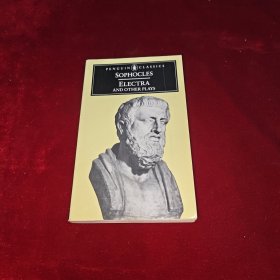 PENGUIN CLASSICS
SOPHOCLES
ELECTRA
AND OTHER PLAYS